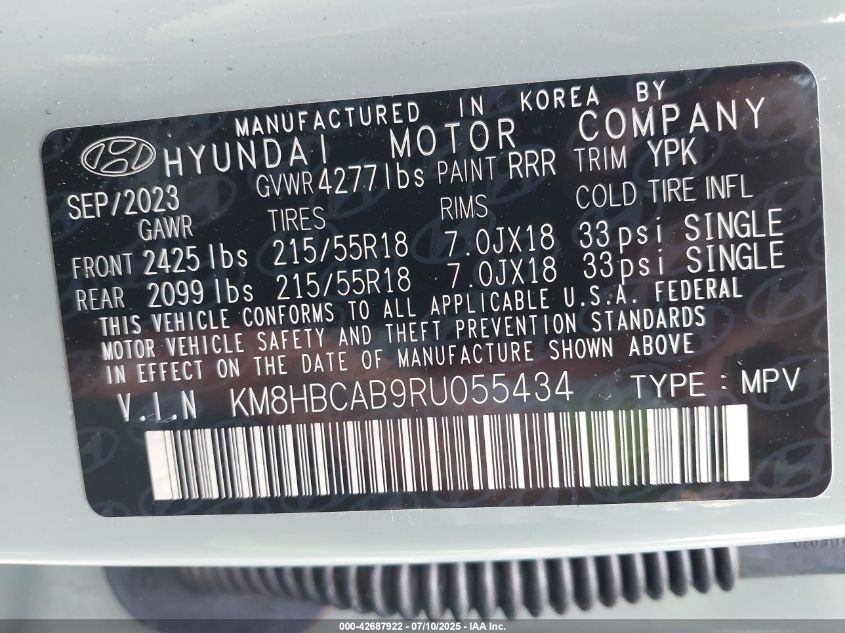 MANUFACTURED IN KOREA BY
HYUNDAI MOTOR COMPANY
SEP/2023 GVWR 4277lbs PAINT RRR TRIM YPK
GAWR TIRES RIMS COLD TIRE INFL
FRONT 2425 lbs 215/55R18 7.0JX18 33psi SINGLE
REAR 2099 lbs 215/55R18 7.0JX18 33psi SINGLE
THIS VEHICLE CONFORMS TO ALL APPLICABLE U.S.A. FEDERAL
MOTOR VEHICLE SAFETY AND THEFT PREVENTION STANDARDS
IN EFFECT ON THE DATE OF MANUFACTURE SHOWN ABOVE
V.I.N KM8HBCAB9RU055434 TYPE : MPV
000-42687922 - 07/10/2025 - IAA Inc.